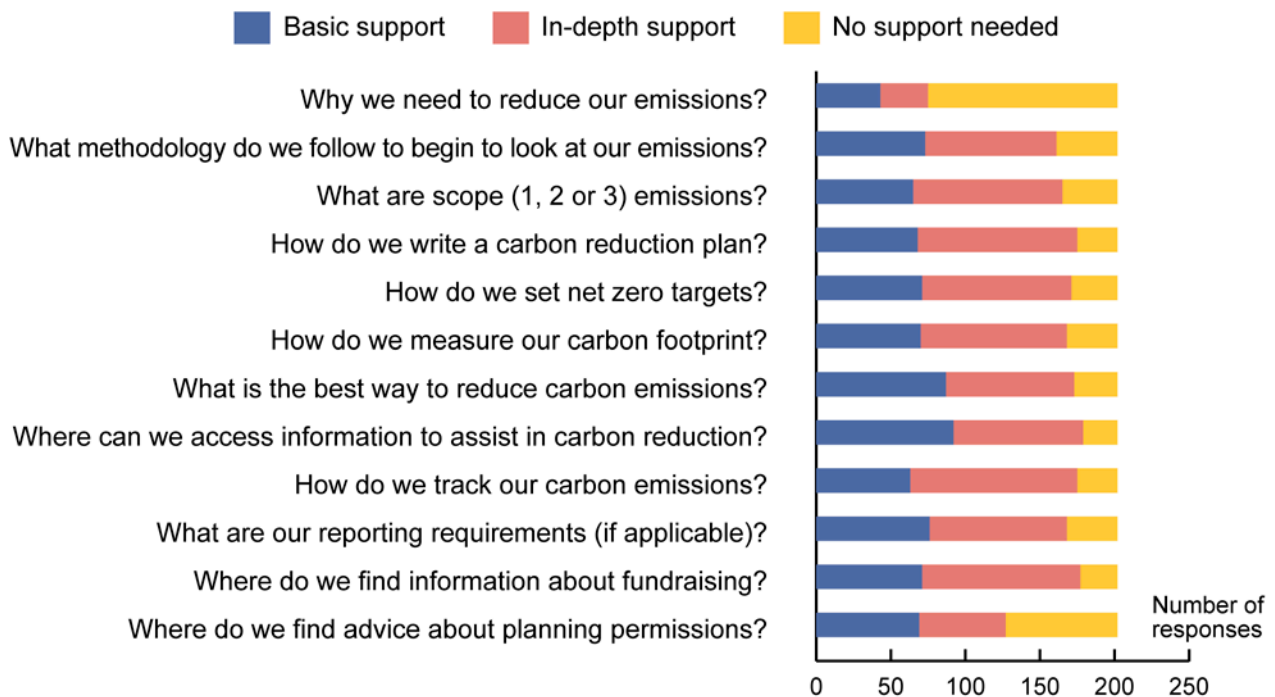 Basic support In-depth support No support needed
Why we need to reduce our emissions?
What methodology do we follow to begin to look at our emissions?
What are scope (1, 2 or 3) emissions?
How do we write a carbon reduction plan?
How do we set net zero targets?
How do we measure our carbon footprint?
What is the best way to reduce carbon emissions?
Where can we access information to assist in carbon reduction?
How do we track our carbon emissions?
What are our reporting requirements (if applicable)?
Where do we find information about fundraising?
Where do we find advice about planning permissions?
Number of
responses
0 50 100 150 200 250